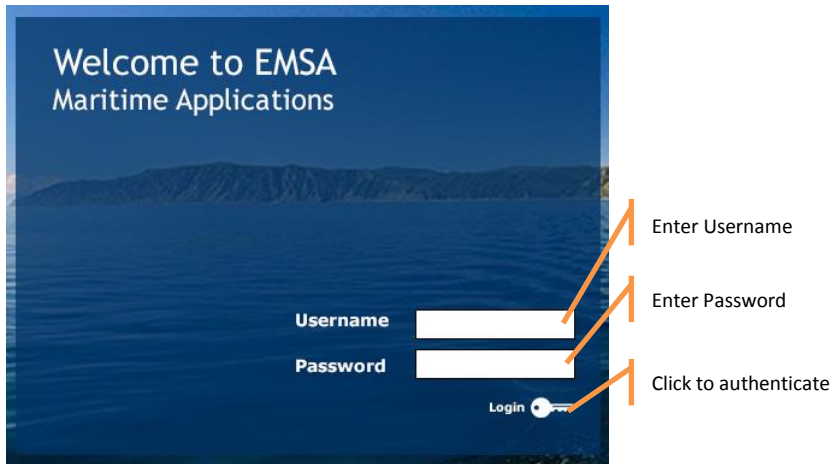 Welcome to EMSA
Maritime Applications
Enter Username
Enter Password
Username
Password
Click to authenticate
Login